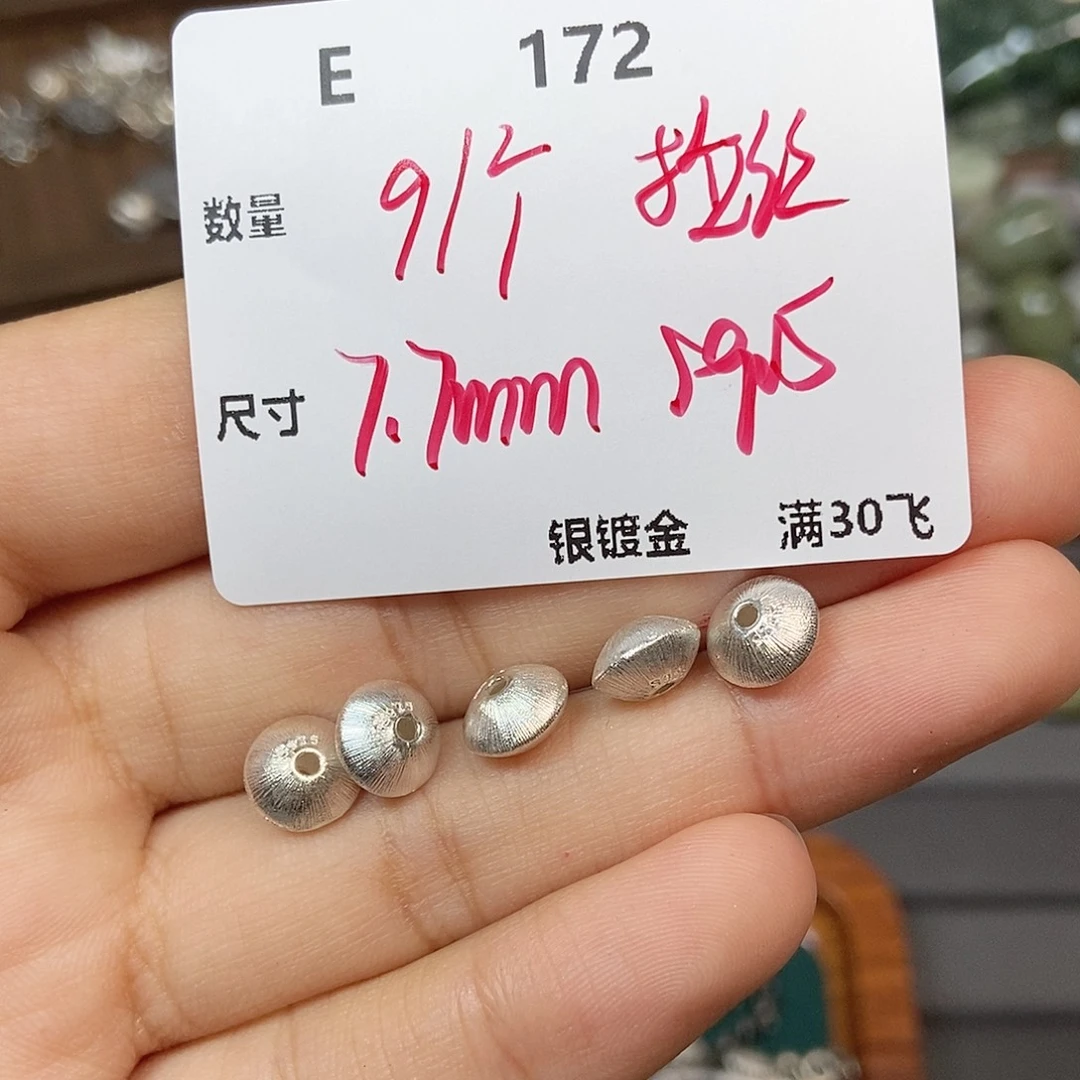 E 172
数量 9/个 拉丝
尺寸 7.7mm S925
银镀金 满30飞